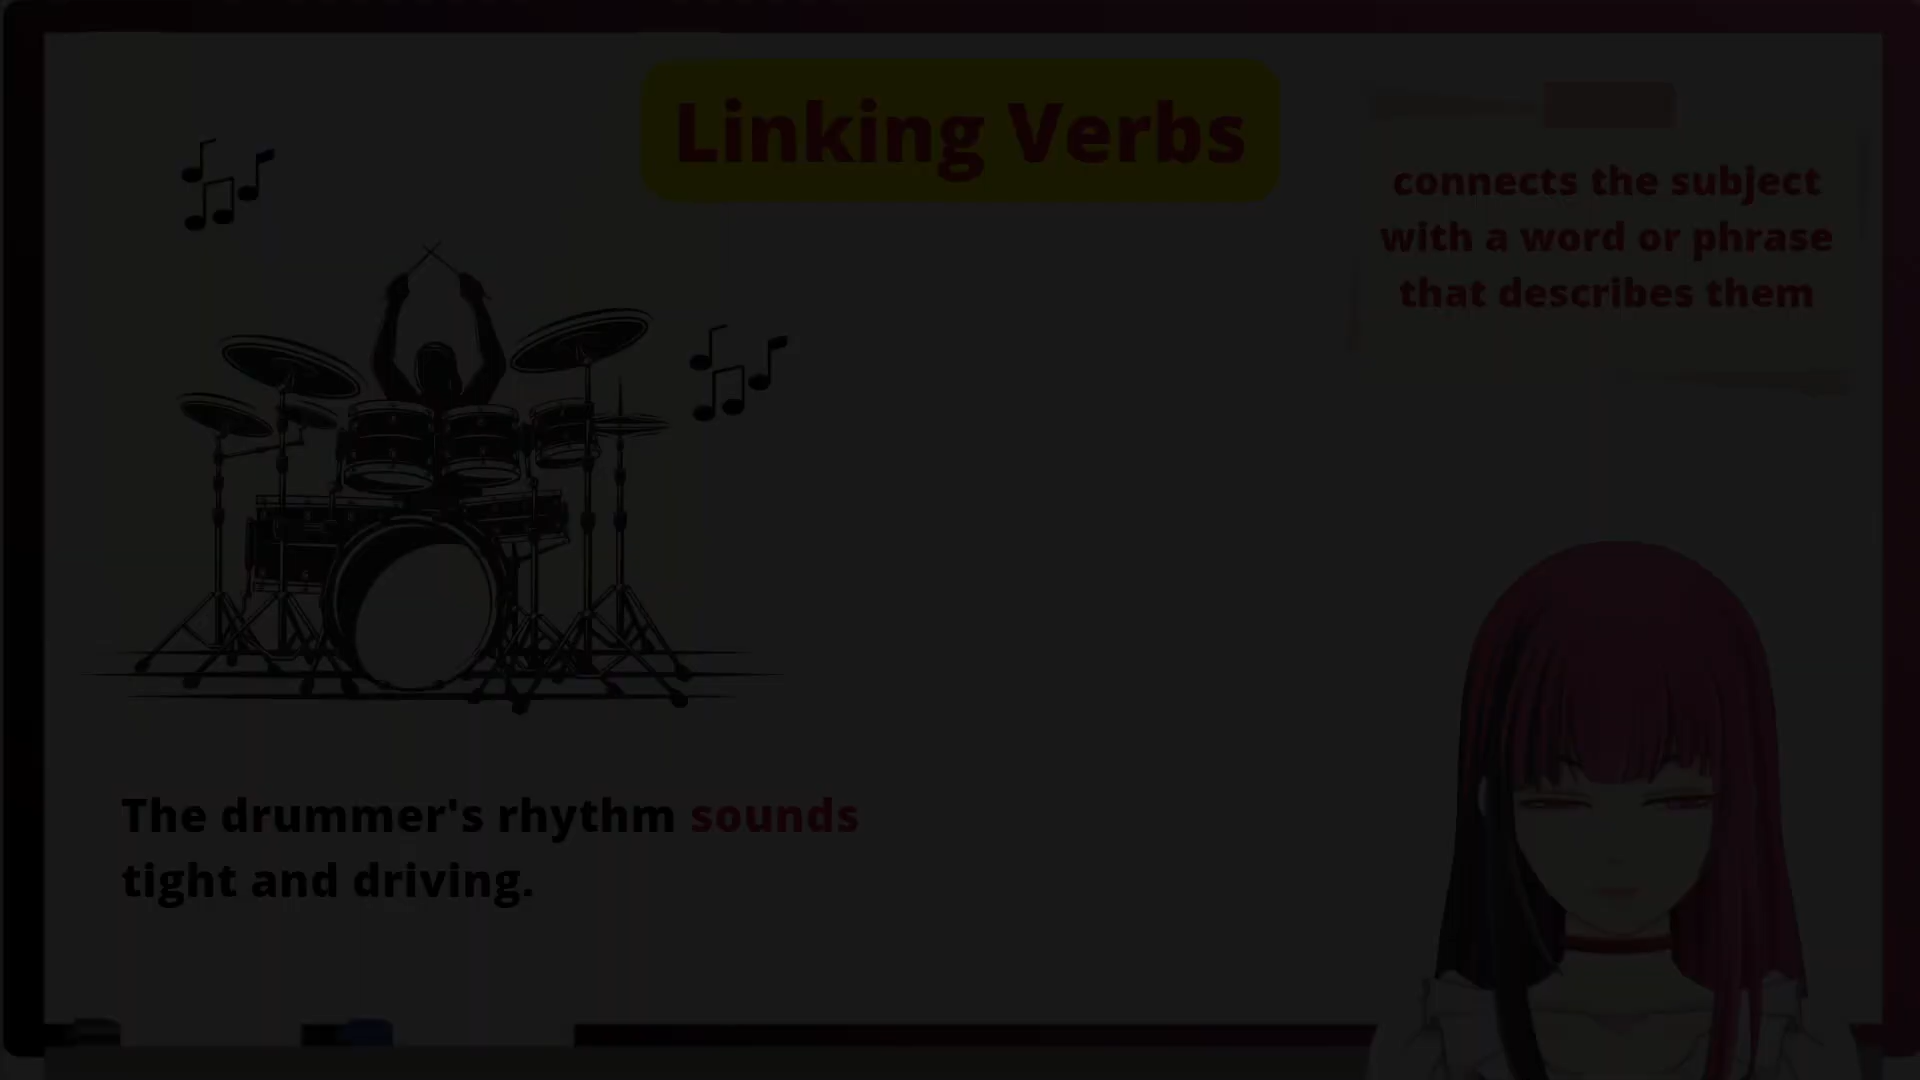 Linking Verbs
connects the subject
with a word or phrase
that describes them
The drummer's rhythm sounds
tight and driving.